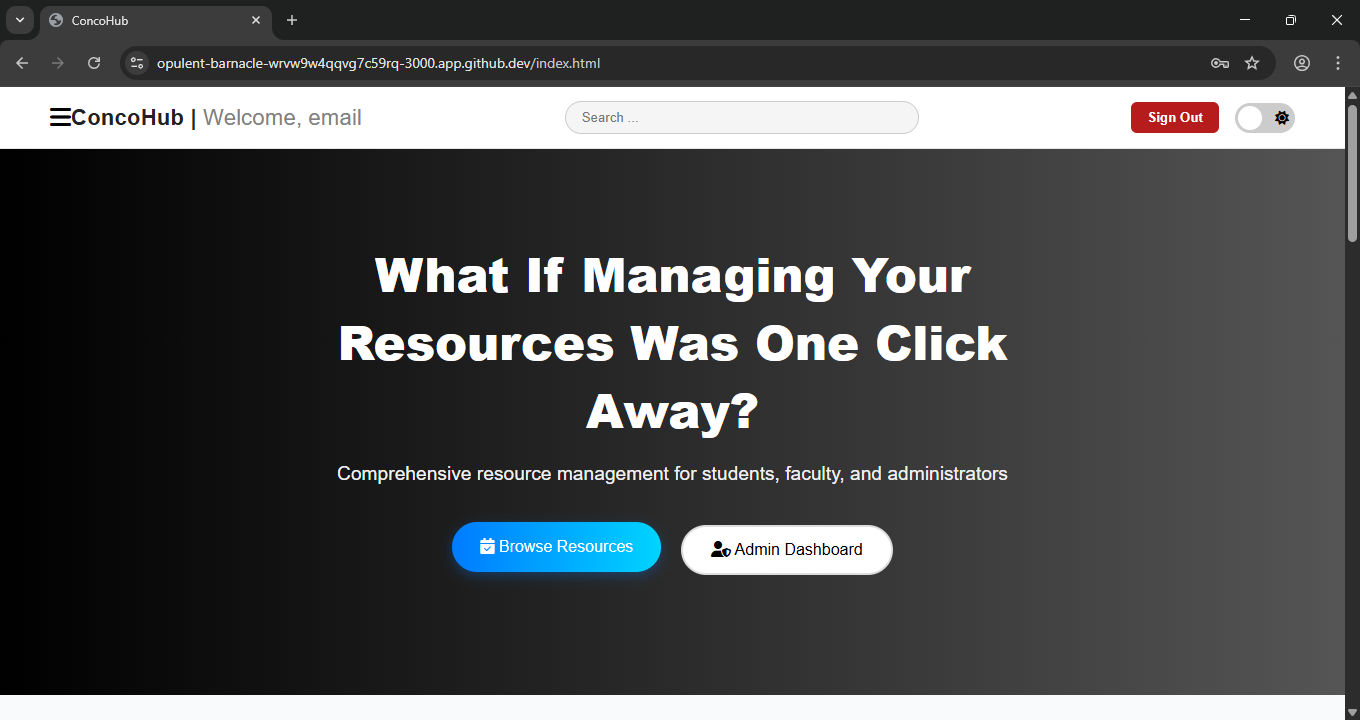 ConcoHub
opulent-barnacle-wrvw9w4qqvg7c59rq-3000.app.github.dev/index.html
ConcoHub | Welcome, email
Search ...
Sign Out
What If Managing Your
Resources Was One Click
Away?
Comprehensive resource management for students, faculty, and administrators
Browse Resources
Admin Dashboard